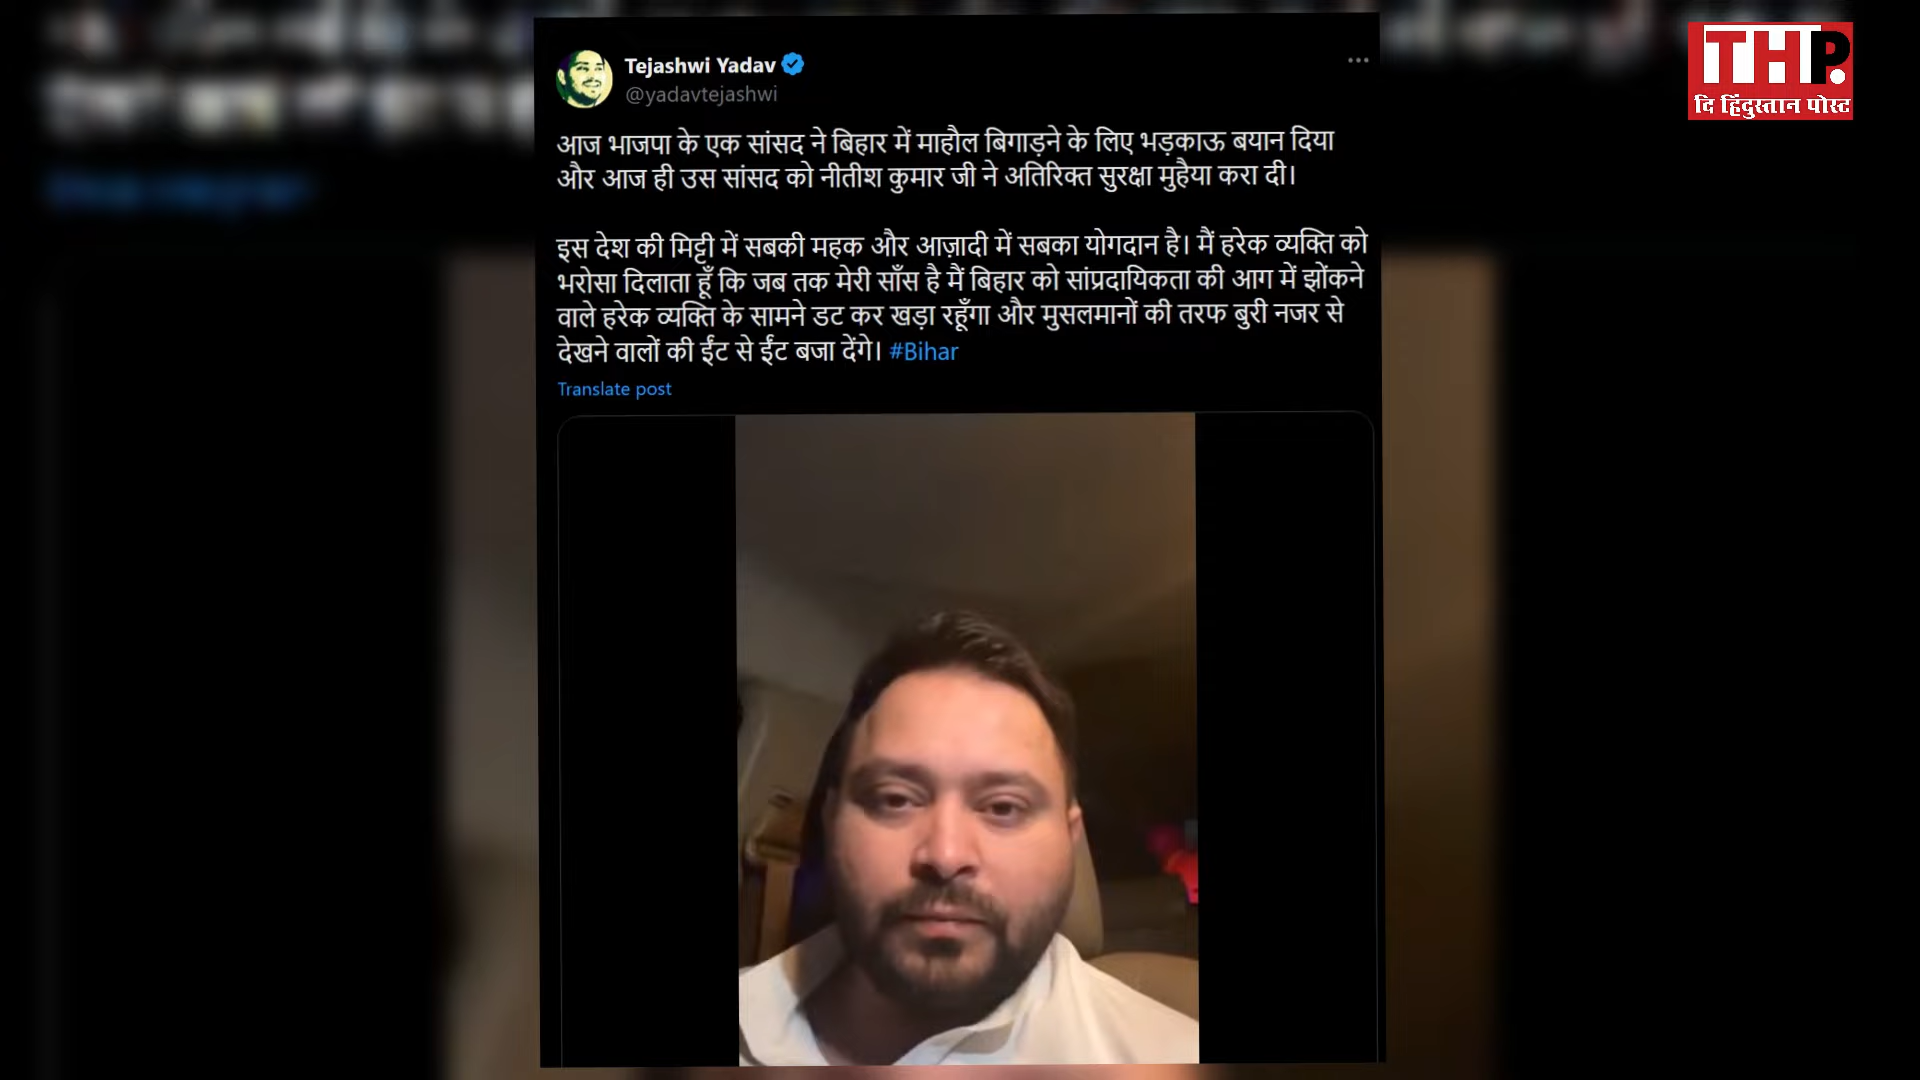 Tejashwi Yadav
@yadavtejashwi
THP.
दि हिंदुस्तान पोस्ट
आज भाजपा के एक सांसद ने बिहार में माहौल बिगाड़ने के लिए भड़काऊ बयान दिया
और आज ही उस सांसद को नीतीश कुमार जी ने अतिरिक्त सुरक्षा मुहैया करा दी।
इस देश की मिट्टी में सबकी महक और आज़ादी में सबका योगदान है। मैं हरेक व्यक्ति को
भरोसा दिलाता हूँ कि जब तक मेरी साँस है मैं बिहार को सांप्रदायिकता की आग में झोंकने
वाले हरेक व्यक्ति के सामने डट कर खड़ा रहूँगा और मुसलमानों की तरफ बुरी नजर से
देखने वालों की ईंट से ईंट बजा देंगे। #Bihar
Translate post